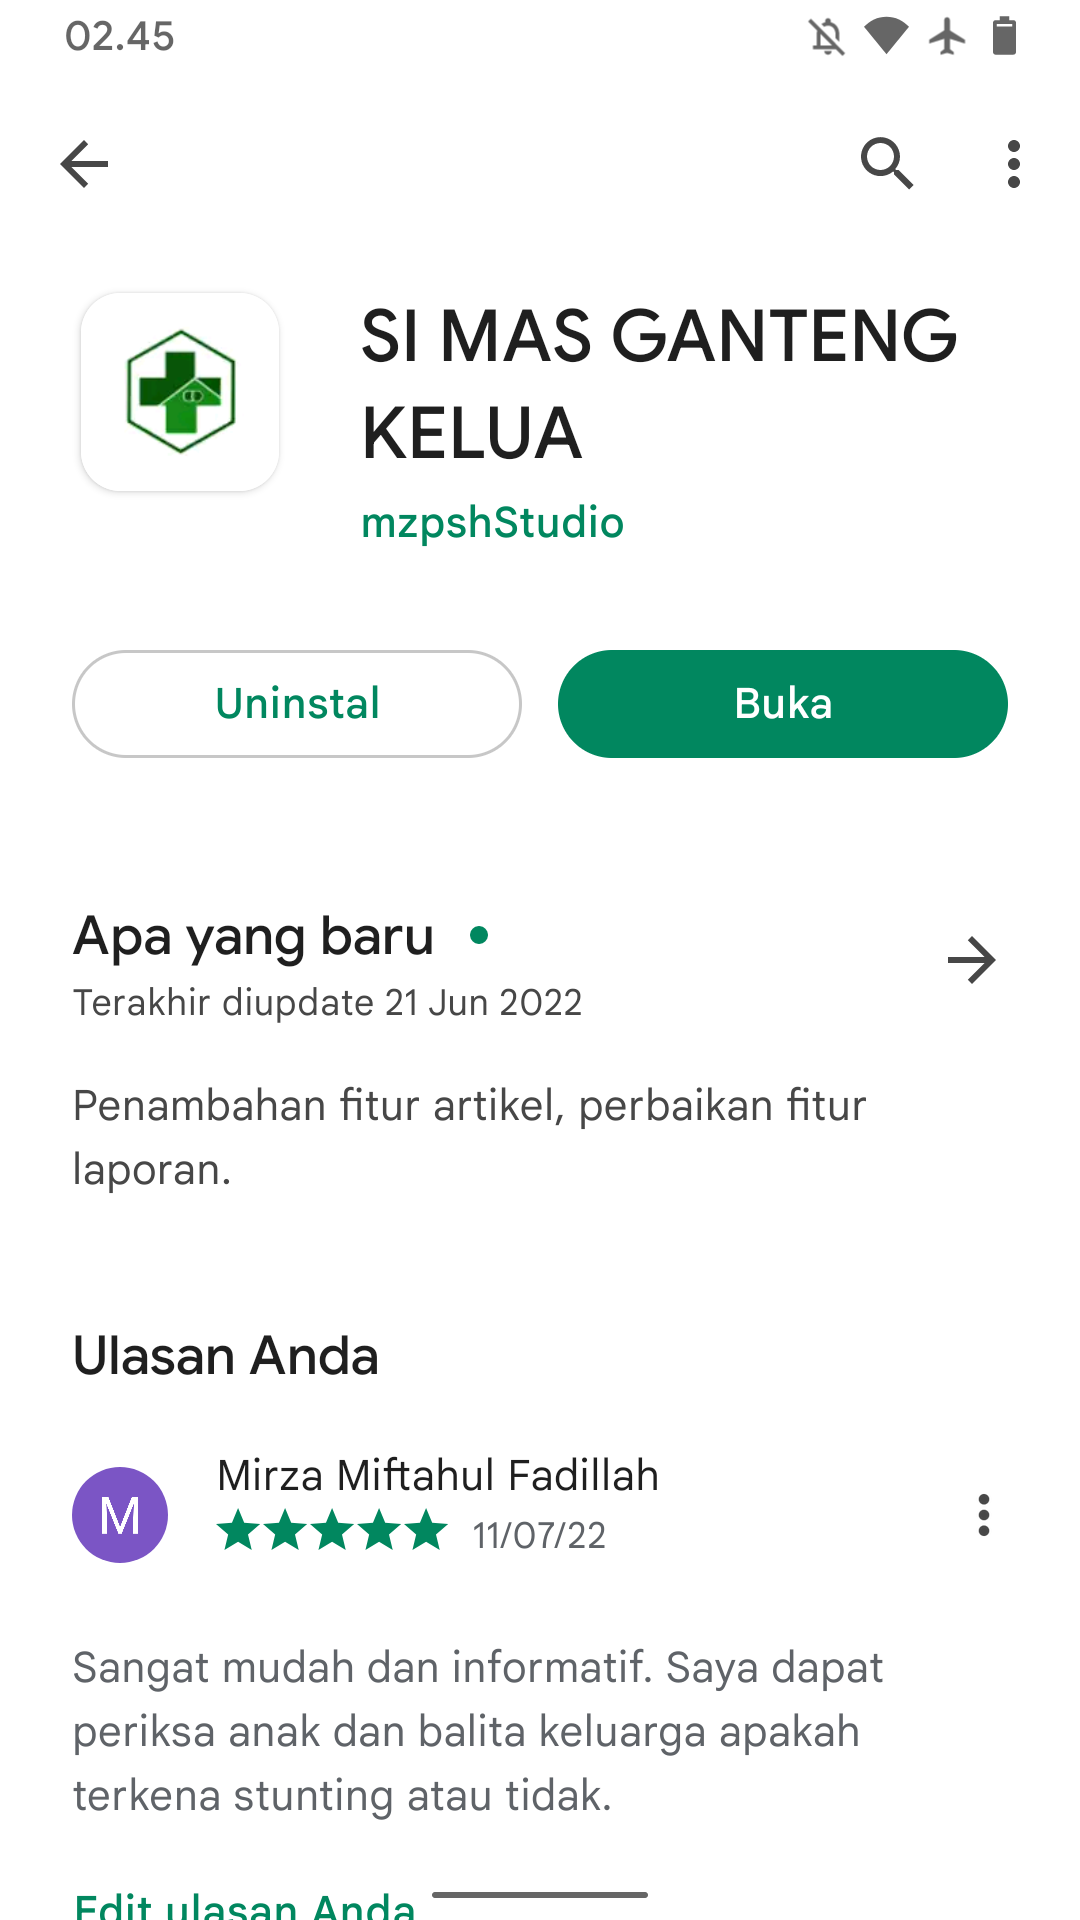 02.45
SI MAS GANTENG
KELUA
mzpshStudio
Uninstal
Buka
Apa yang baru
Terakhir diupdate 21 Jun 2022
Penambahan fitur artikel, perbaikan fitur
laporan.
Ulasan Anda
M
Mirza Miftahul Fadillah
11/07/22
Sangat mudah dan informatif. Saya dapat
periksa anak dan balita keluarga apakah
terkena stunting atau tidak.
Edit ulasan Anda